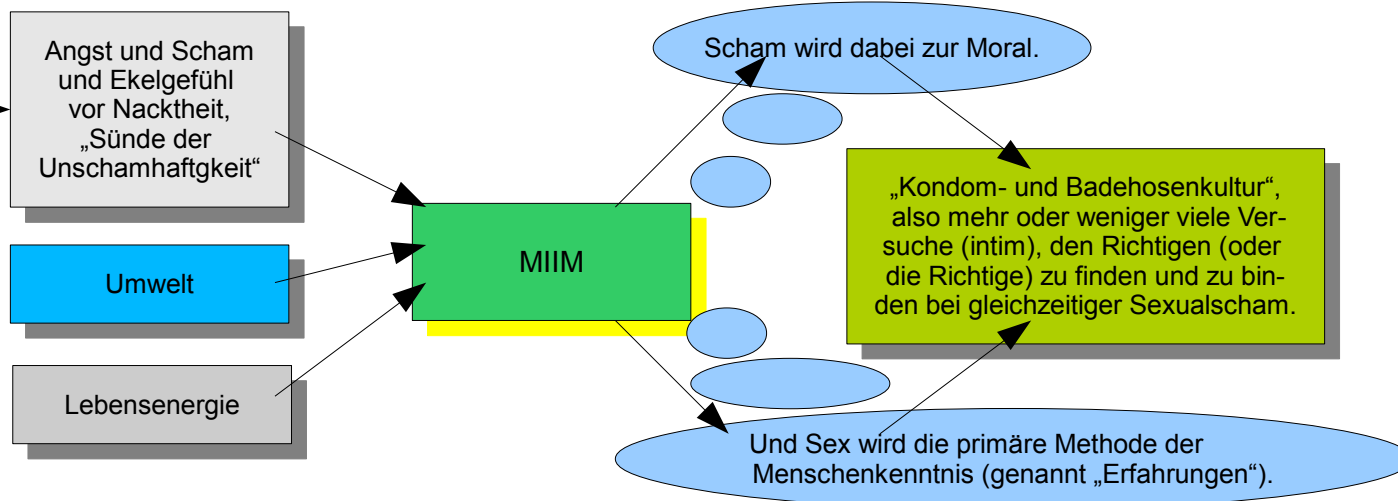 Angst und Scham
und Ekelgefühl
vor Nacktheit,
„Sünde der
Unschamhaftgkeit“
Umwelt
Lebensenergie
MIIM
Scham wird dabei zur Moral.
„Kondom- und Badehosenkultur“,
also mehr oder weniger viele Ver-
suche (intim), den Richtigen (oder
die Richtige) zu finden und zu bin-
den bei gleichzeitiger Sexualscham.
Und Sex wird die primäre Methode der
Menschenkenntnis (genannt „Erfahrungen“).